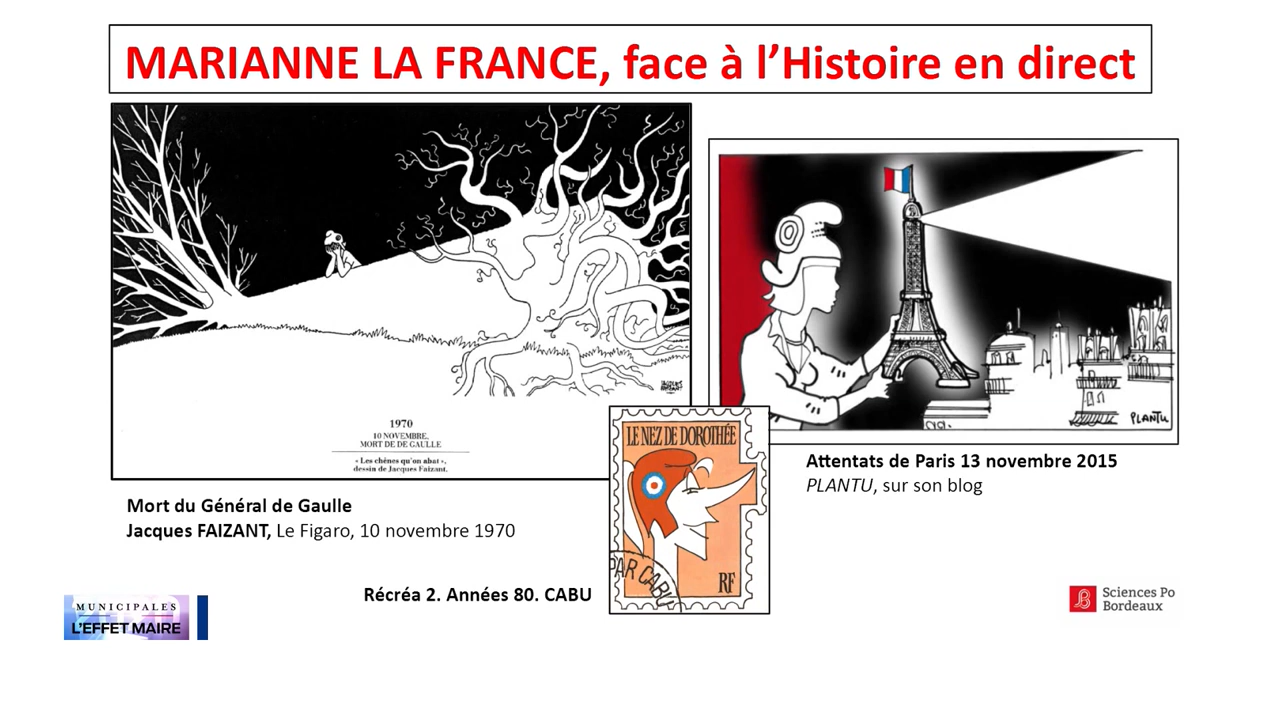 MARIANNE LA FRANCE, face à l’Histoire en direct
JACQUES FAIZANT
1970
10 NOVEMBRE,
MORT DE DE GAULLE
« Les chênes qu'on abat »,
dessin de Jacques Faizant.
Mort du Général de Gaulle
Jacques FAIZANT, Le Figaro, 10 novembre 1970
PLANTU
Attentats de Paris 13 novembre 2015
PLANTU, sur son blog
LE NEZ DE DOROTHÉE
PAR CABU
RF
Récréa 2. Années 80. CABU
MUNICIPALES
L'EFFET MAIRE
Sciences Po
Bordeaux